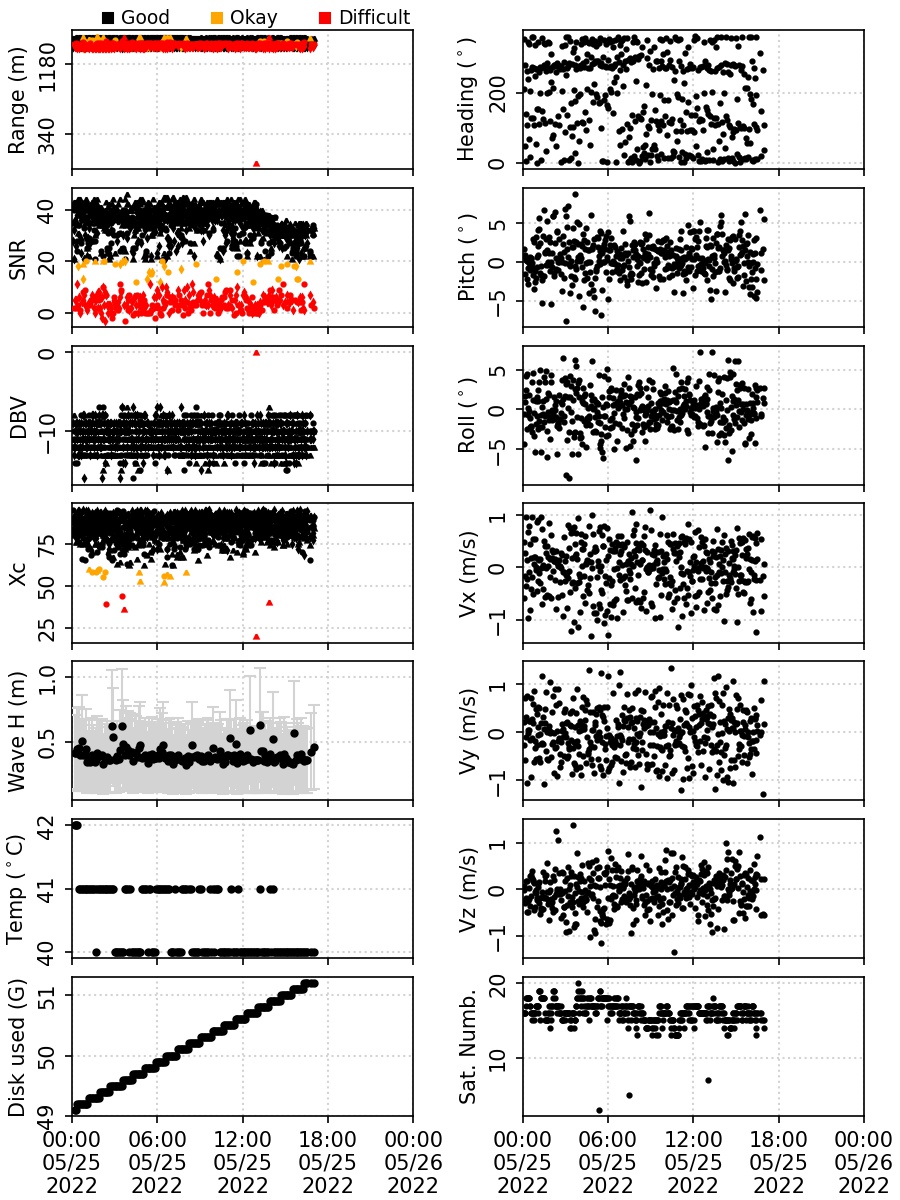 Good Okay Difficult
Range (m)
1180
340
Heading (°)
200
0
SNR
40
20
0
Pitch (°)
5
0
−5
DBV
0
−10
Roll (°)
5
0
−5
Xc
75
50
25
Vx (m/s)
1
0
−1
Wave H (m)
1.0
0.5
Vy (m/s)
1
0
−1
Temp (°C)
42
41
40
Vz (m/s)
1
0
−1
Disk used (G)
51
50
49
Sat. Numb.
20
10
00:00 06:00 12:00 18:00 00:00
05/25 05/25 05/25 05/25 05/26
2022 2022 2022 2022 2022
00:00 06:00 12:00 18:00 00:00
05/25 05/25 05/25 05/25 05/26
2022 2022 2022 2022 2022